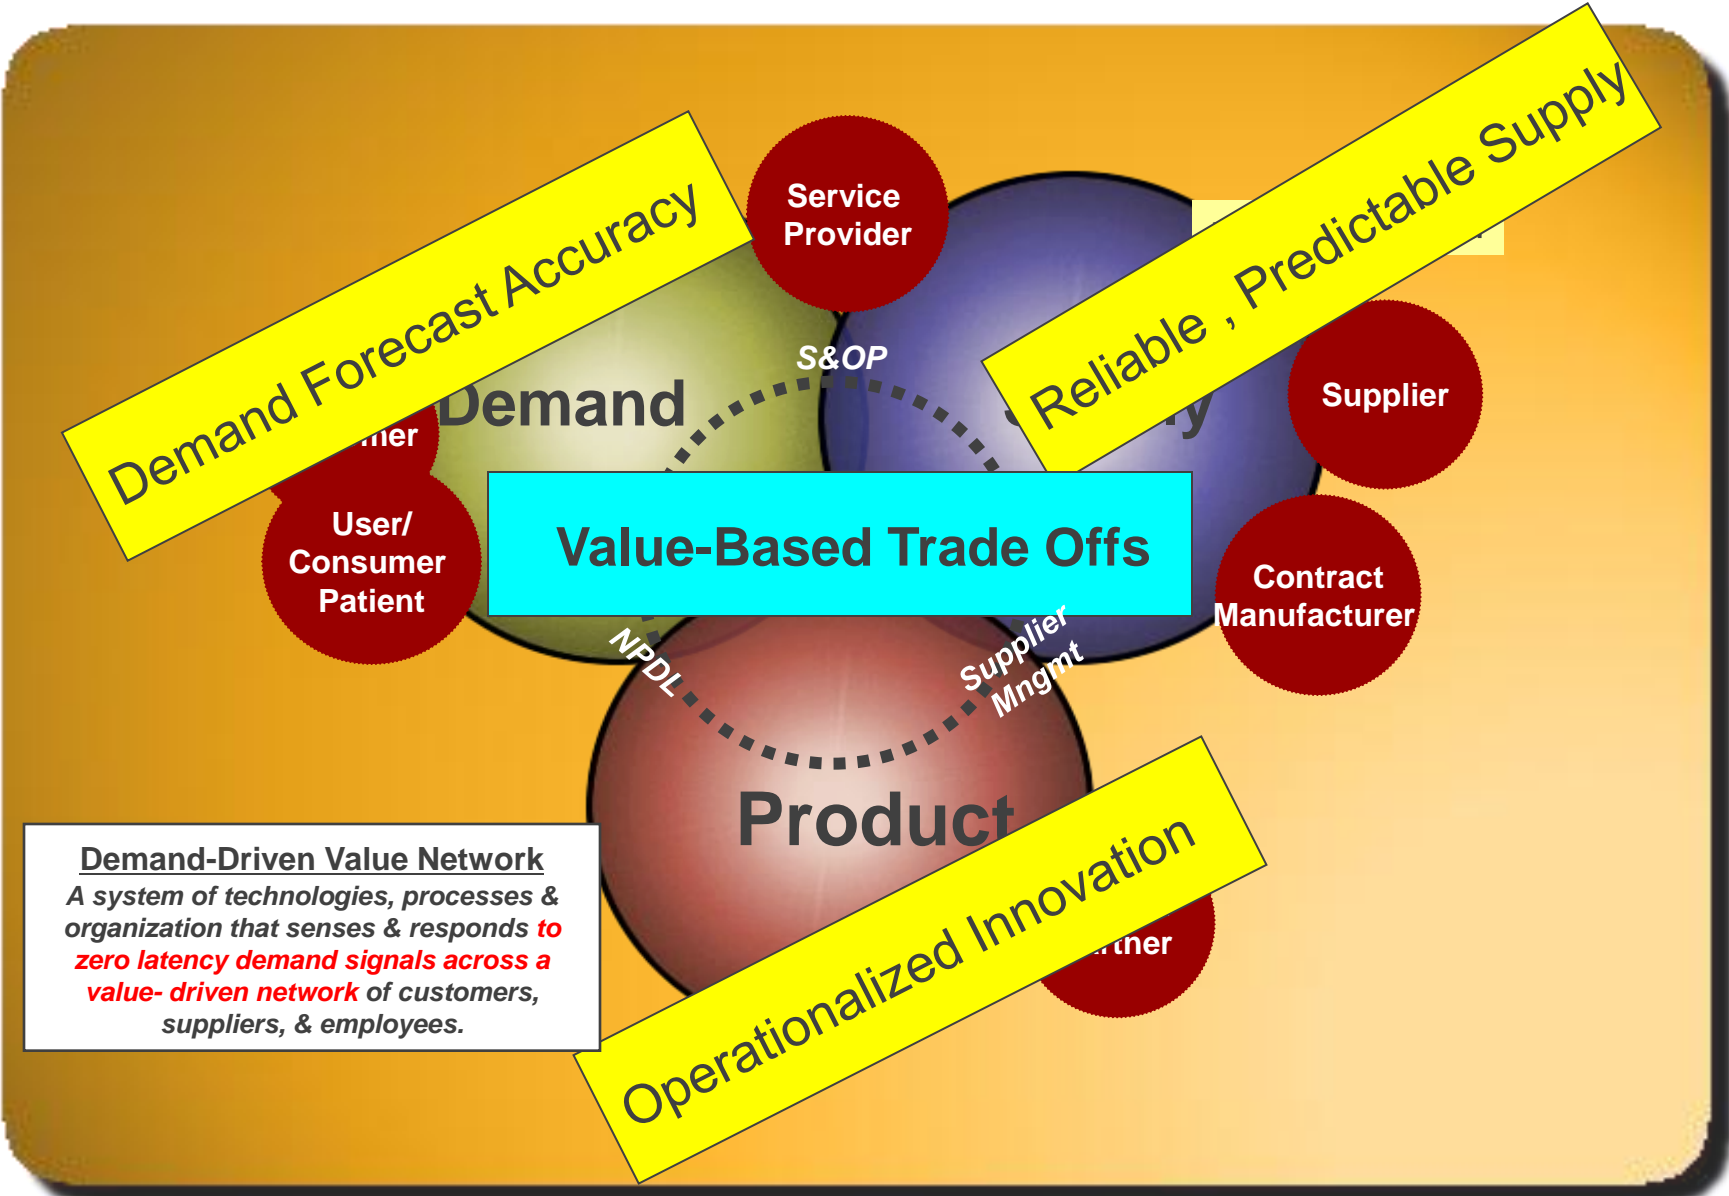 Service
Provider
Reliable , Predictable Supply
Demand Forecast Accuracy
S&OP
Demand
Supplier
User/
Consumer
Patient
Value-Based Trade Offs
Contract
Manufacturer
NPDL
Supplier
Mngmt
Product
Operationalized Innovation
Demand-Driven Value Network
A system of technologies, processes &
organization that senses & responds to
zero latency demand signals across a
value- driven network of customers,
suppliers, & employees.